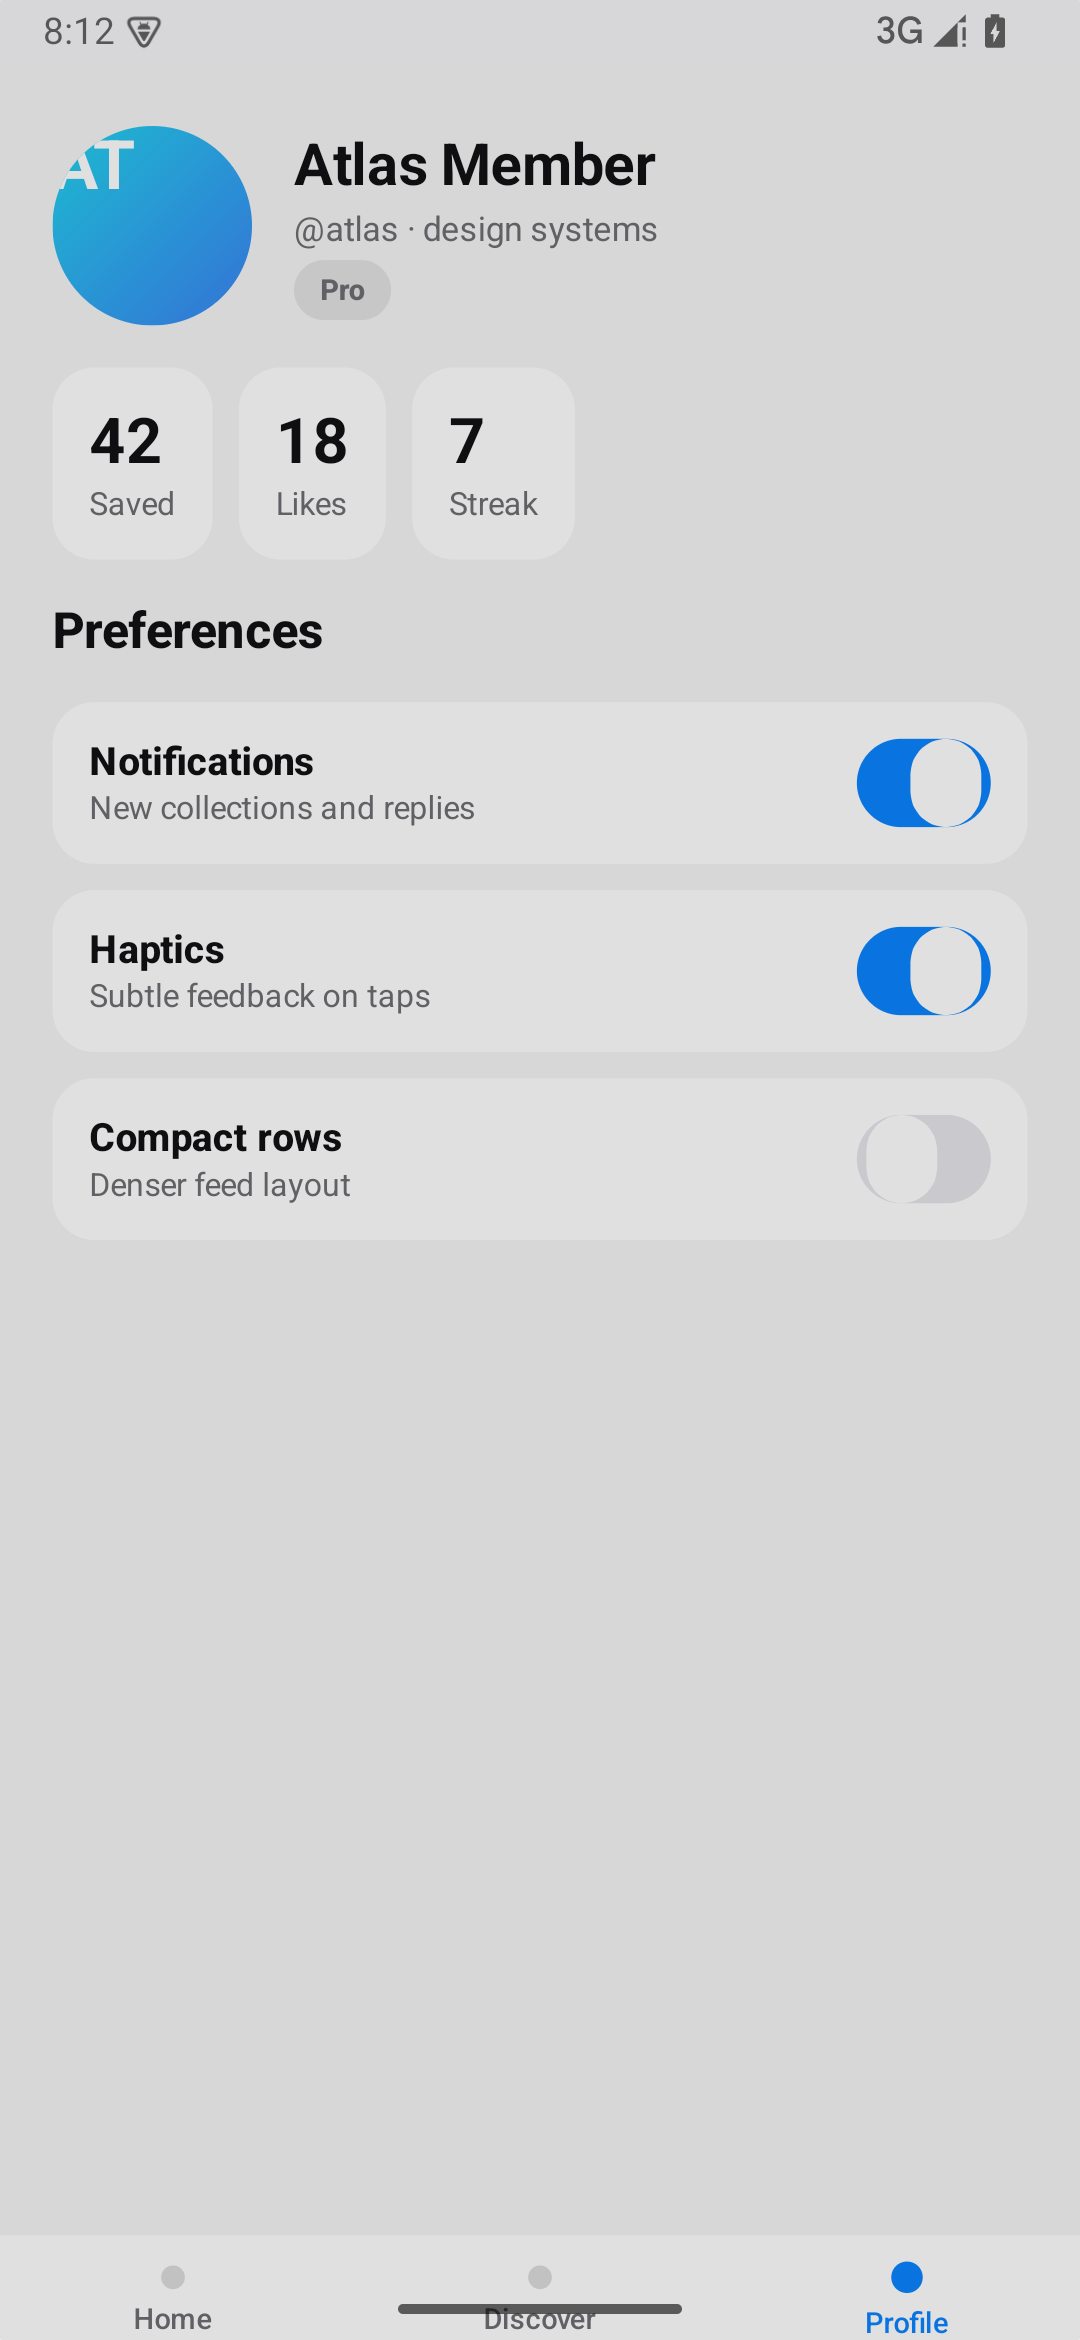 8:12
3G
AT
Atlas Member
@atlas · design systems
Pro
42
Saved
18
Likes
7
Streak
Preferences
Notifications
New collections and replies
Haptics
Subtle feedback on taps
Compact rows
Denser feed layout
Home
Discover
Profile